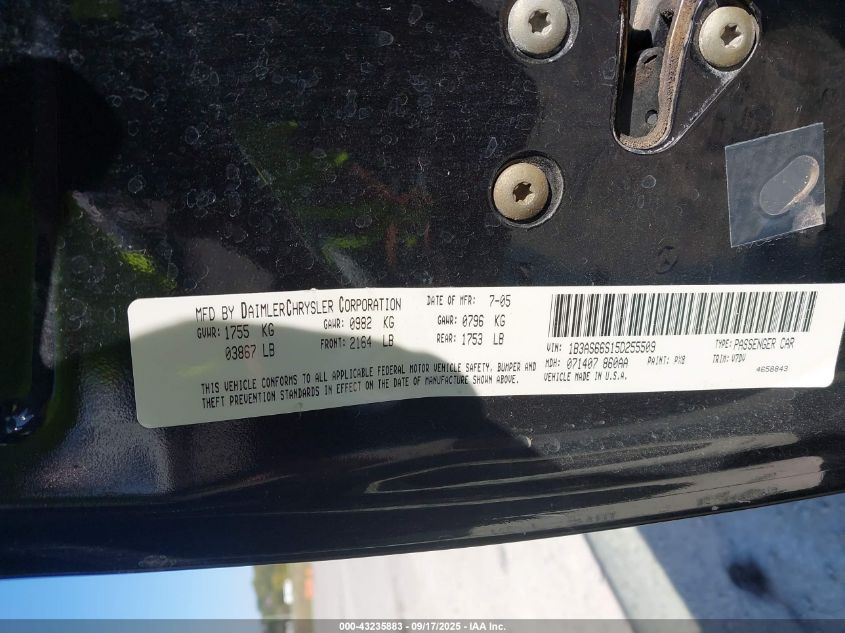 MFD BY DAIMLERCHRYSLER CORPORATION DATE OF MFR: 7-05
GVWR: 1755 KG GAWR: 0982 KG GAWR: 0796 KG
03867 LB FRONT: 2164 LB REAR: 1753 LB
THIS VEHICLE CONFORMS TO ALL APPLICABLE FEDERAL MOTOR VEHICLE SAFETY, BUMPER AND
THEFT PREVENTION STANDARDS IN EFFECT ON THE DATE OF MANUFACTURE SHOWN ABOVE.
VIN: 1B3AS66S15D255509 TYPE: PASSENGER CAR
MDH: 071407 860AA PAINT: PX8 TRIM: V7DV
VEHICLE MADE IN U.S.A. 4658843
000-43235883 - 09/17/2025 - IAA Inc.